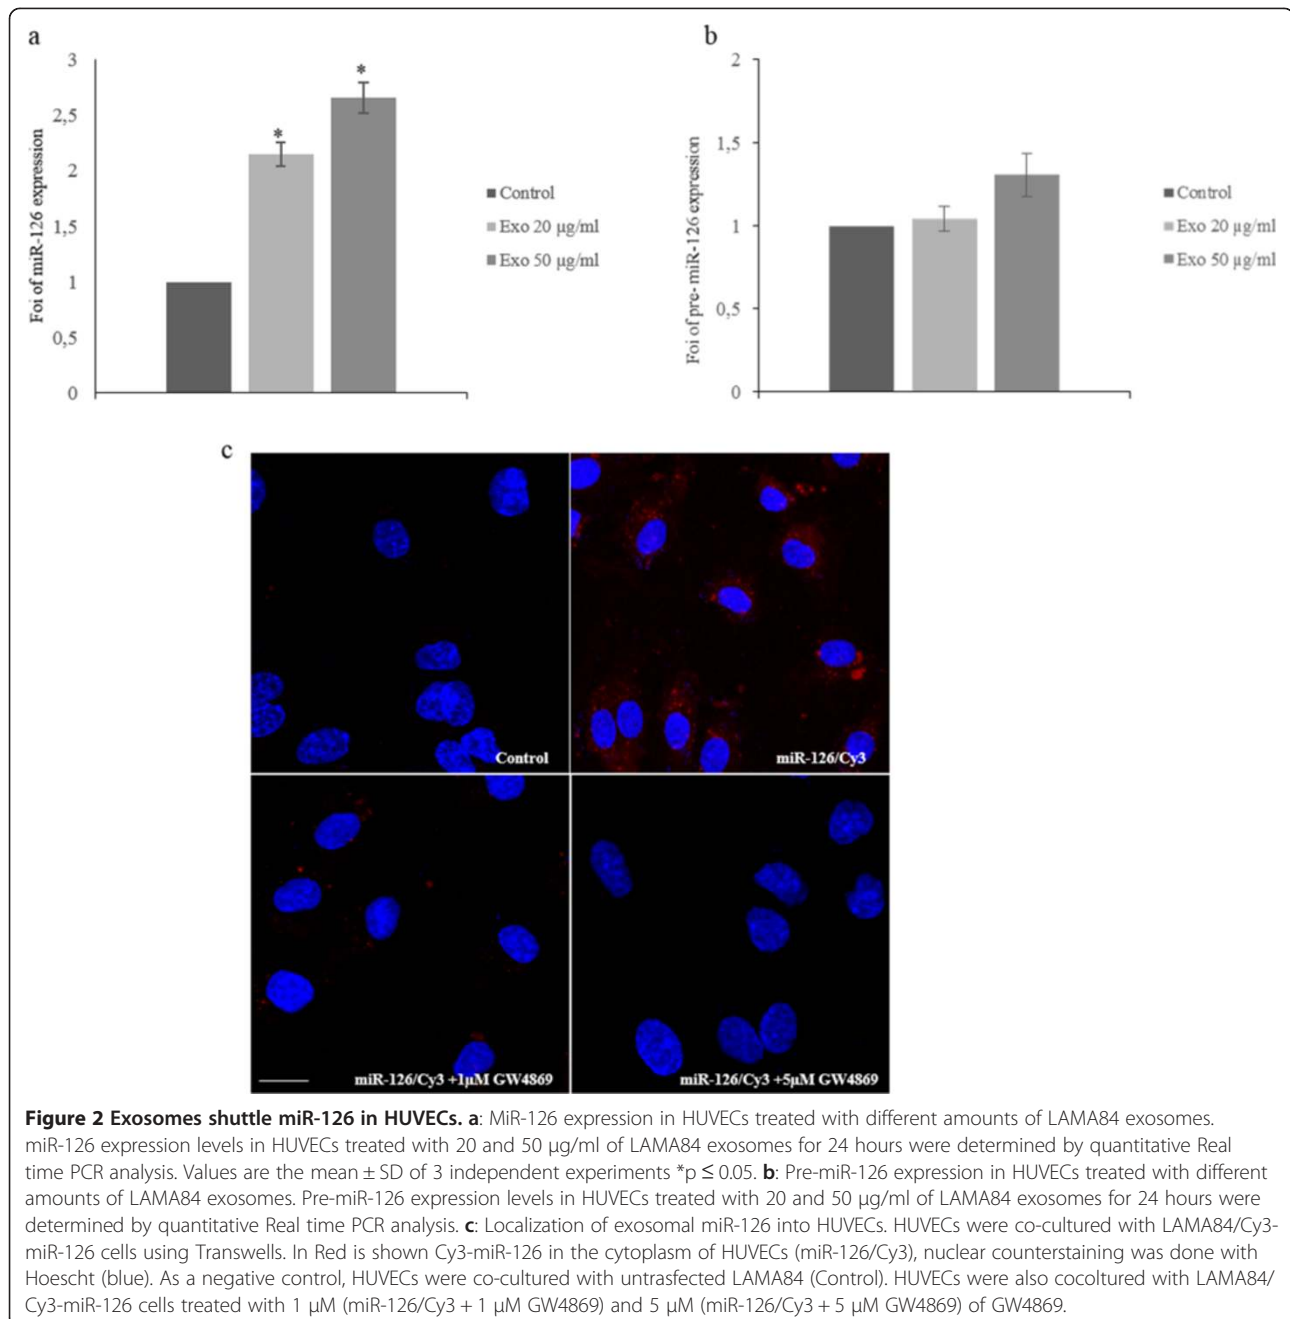 a
3
2,5
2
1,5
1
0,5
0
Foi of miR-126 expression
*
*
Control
Exo 20 µg/ml
Exo 50 µg/ml
b
2
1,5
1
0,5
0
Foi of pre- miR-126 expression
Control
Exo 20 µg/ml
Exo 50 µg/ml
c
Control
miR-126/Cy3
miR-126/Cy3 +1µM GW4869
miR-126/Cy3 +5µM GW4869
Figure 2 Exosomes shuttle miR-126 in HUVECs. a: MiR-126 expression in HUVECs treated with different amounts of LAMA84 exosomes.
miR-126 expression levels in HUVECs treated with 20 and 50 µg/ml of LAMA84 exosomes for 24 hours were determined by quantitative Real
time PCR analysis. Values are the mean ± SD of 3 independent experiments *p ≤ 0.05. b: Pre-miR-126 expression in HUVECs treated with different
amounts of LAMA84 exosomes. Pre-miR-126 expression levels in HUVECs treated with 20 and 50 µg/ml of LAMA84 exosomes for 24 hours were
determined by quantitative Real time PCR analysis. c: Localization of exosomal miR-126 into HUVECs. HUVECs were co-cultured with LAMA84/Cy3-
miR-126 cells using Transwells. In Red is shown Cy3-miR-126 in the cytoplasm of HUVECs (miR-126/Cy3), nuclear counterstaining was done with
Hoescht (blue). As a negative control, HUVECs were co-cultured with untrasfected LAMA84 (Control). HUVECs were also cocoltured with LAMA84/
Cy3-miR-126 cells treated with 1 µM (miR-126/Cy3 + 1 µM GW4869) and 5 µM (miR-126/Cy3 + 5 µM GW4869) of GW4869.